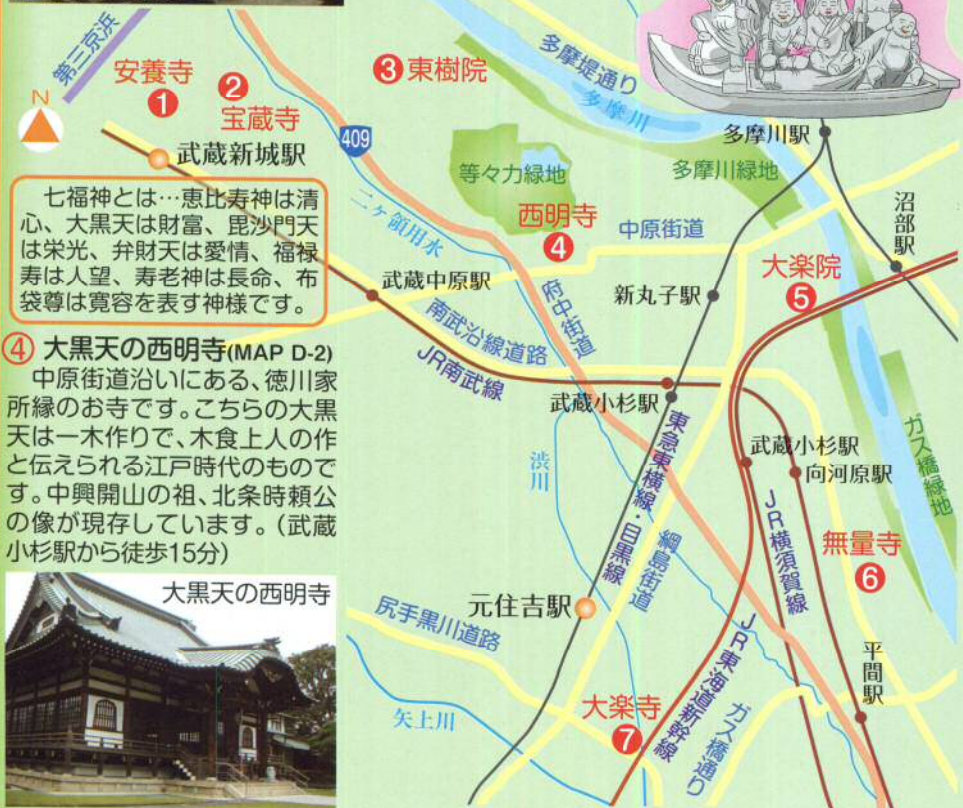 第三京浜
安養寺
❶
❷
宝蔵寺
❸東樹院
多摩堤通り
多摩川
N
武蔵新城駅
409
二ヶ領用水
等々力緑地
多摩川駅
多摩川緑地
沼部駅
西明寺
❹
中原街道
大楽院
❺
武蔵中原駅
新丸子駅
府中街道
南武沿線道路
JR南武線
武蔵小杉駅
七福神とは…恵比寿神は清
心、大黒天は財富、毘沙門天
は栄光、弁財天は愛情、福禄
寿は人望、寿老神は長命、布
袋尊は寛容を表す神様です。
④ 大黒天の西明寺(MAP D-2)
中原街道沿いにある、徳川家
所縁のお寺です。こちらの大黒
天は一木作りで、木食上人の作
と伝えられる江戸時代のもので
す。中興開山の祖、北条時頼公
の像が現存しています。(武蔵
小杉駅から徒歩15分)
大黒天の西明寺
渋川
東急東横線・目黒線
綱島街道
武蔵小杉駅
向河原駅
JR横須賀線
ガス橋緑地
無量寺
❻
元住吉駅
尻手黒川道路
矢上川
大楽寺
❼
JR東海道新幹線
ガス橋通り
平間駅